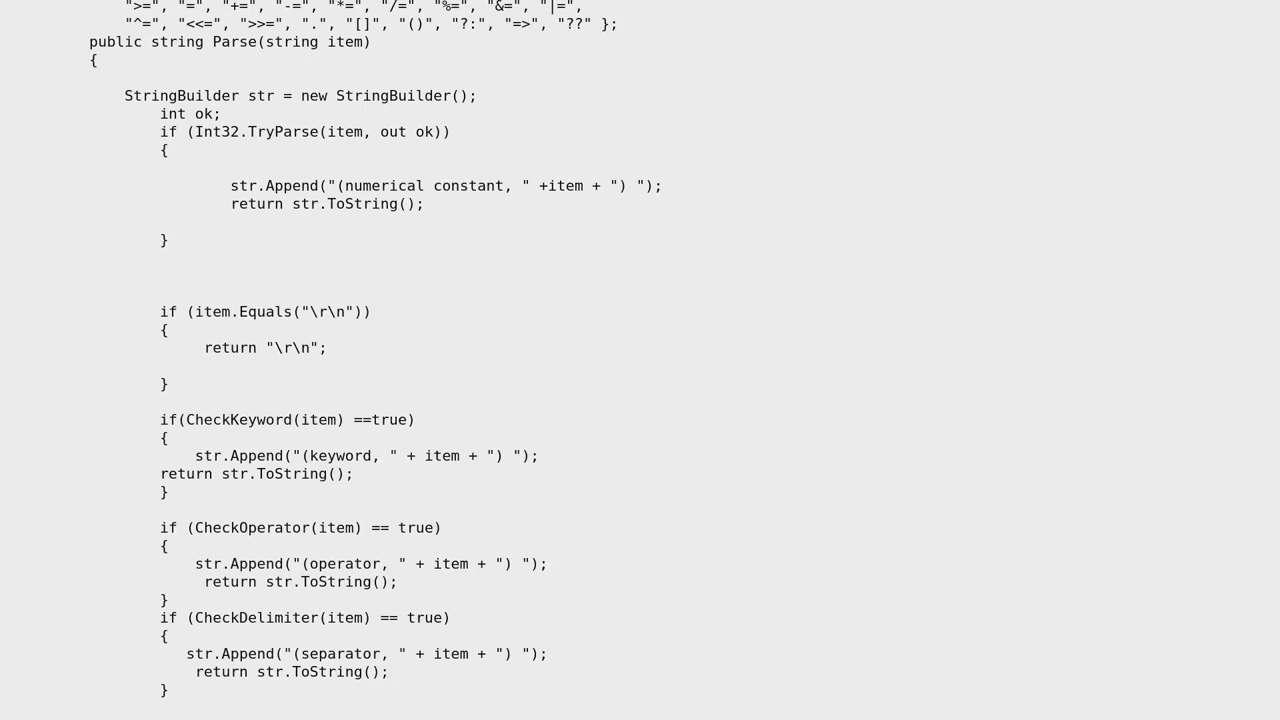 ">=", "=", "+=", "-=", "*=", "/=", "%=", "&=", "|=",
"^=", "<<=", ">>=", ".", "[]", "()", "?:", "=>", "??" };
public string Parse(string item)
{
StringBuilder str = new StringBuilder();
int ok;
if (Int32.TryParse(item, out ok))
{
str.Append("(numerical constant, " +item + ") ");
return str.ToString();
}
if (item.Equals("\r\n"))
{
return "\r\n";
}
if(CheckKeyword(item) ==true)
{
str.Append("(keyword, " + item + ") ");
return str.ToString();
}
if (CheckOperator(item) == true)
{
str.Append("(operator, " + item + ") ");
return str.ToString();
}
if (CheckDelimiter(item) == true)
{
str.Append("(separator, " + item + ") ");
return str.ToString();
}